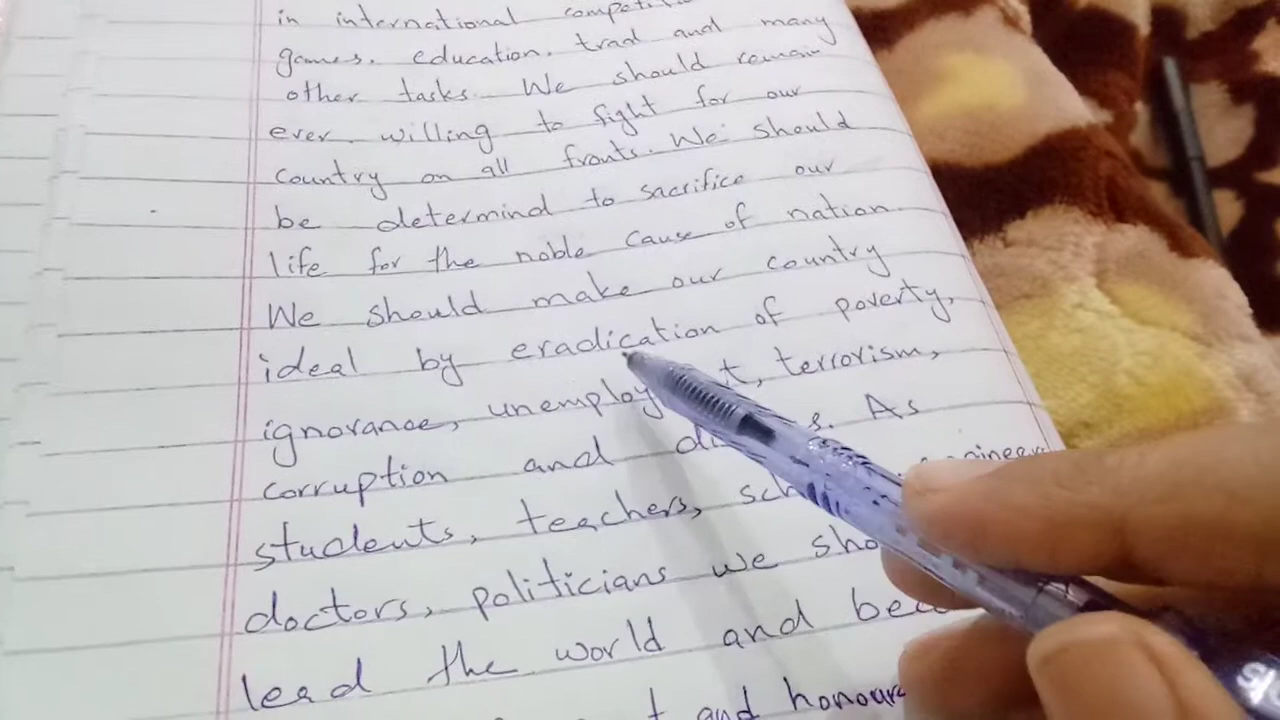 in international
games. education. trad and many
other tasks. We should remain
ever willing to fight for our
country on all fronts. We should
be determind to sacrifice our
life for the noble cause of nation
We should make our country
ideal by eradication of poverty,
ignorance, terrorism,
corruption and As
students, teachers,
doctors, politicians we
lead the world and
and